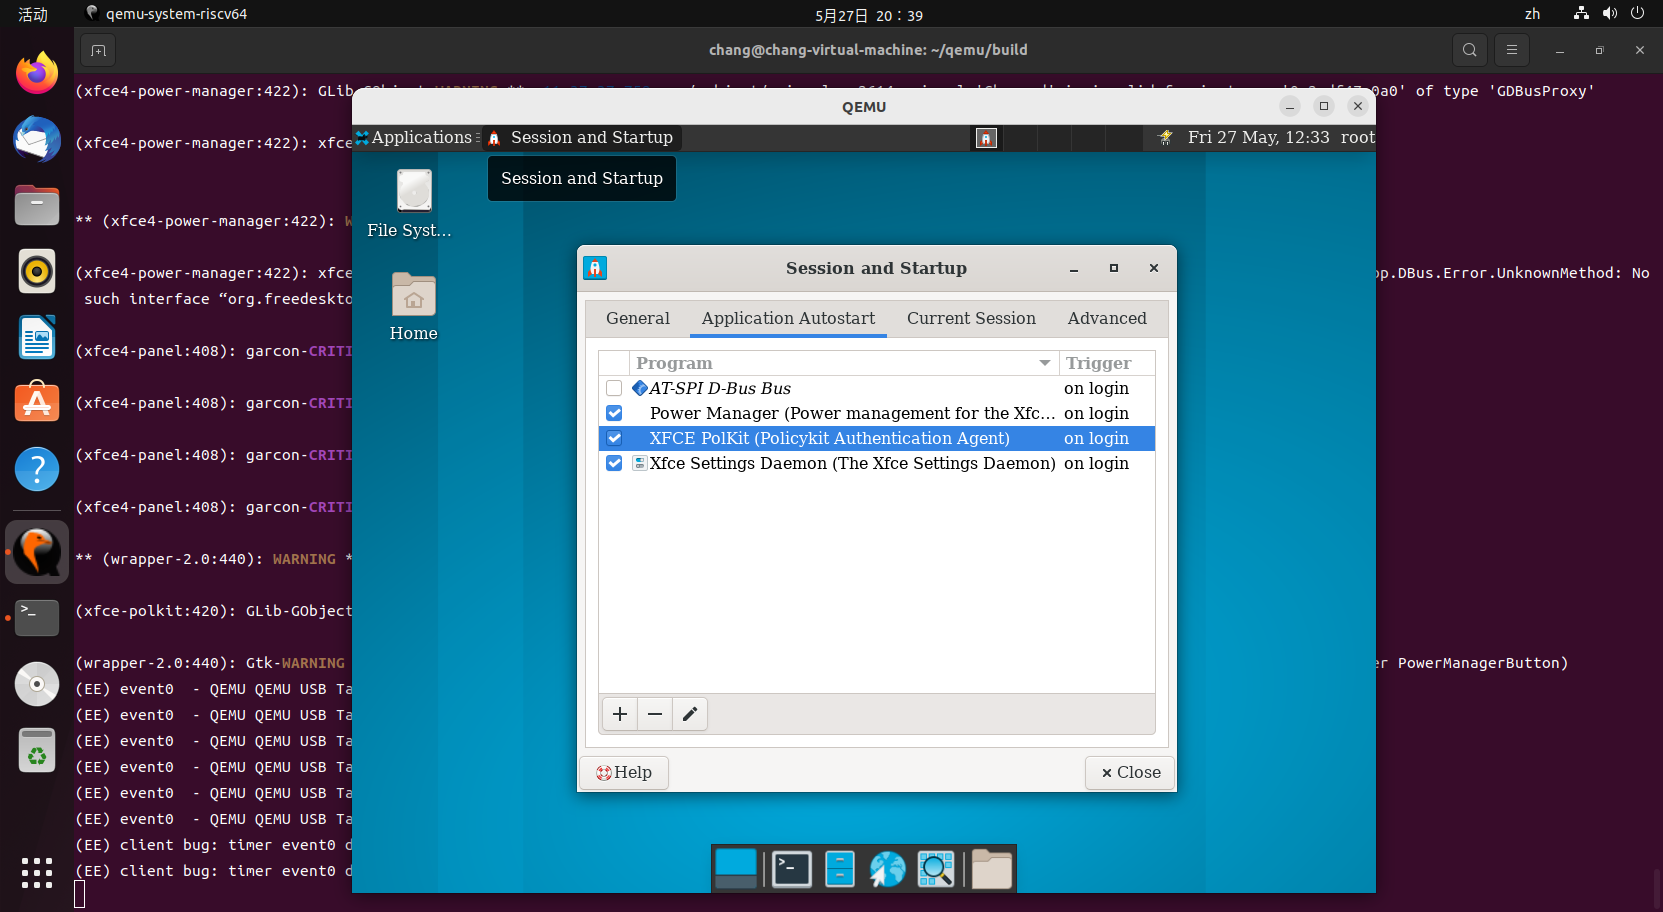 活动
qemu-system-riscv64
5月27日 20：39
zh
chang@chang-virtual-machine: ~/qemu/build
(xfce4-power-manager:422): GLib
of type 'GDBusProxy'
QEMU
(xfce4-power-manager:422): xfce
Applications
Session and Startup
Fri 27 May, 12:33
root
Session and Startup
File Syst...
** (xfce4-power-manager:422):
(xfce4-power-manager:422): xfce
op.DBus.Error.UnknownMethod: No
such interface “org.freedeskto
Home
(xfce4-panel:408): garcon-CRITI
(xfce4-panel:408): garcon-CRITI
(xfce4-panel:408): garcon-CRITI
(xfce4-panel:408): garcon-CRITI
** (wrapper-2.0:440): WARNING *
(xfce-polkit:420): GLib-GObject
(wrapper-2.0:440): Gtk-WARNING
er PowerManagerButton)
(EE) event0  - QEMU QEMU USB Ta
(EE) event0  - QEMU QEMU USB Ta
(EE) event0  - QEMU QEMU USB Ta
(EE) event0  - QEMU QEMU USB Ta
(EE) event0  - QEMU QEMU USB Ta
(EE) event0  - QEMU QEMU USB Ta
(EE) client bug: timer event0 d
(EE) client bug: timer event0 d
Session and Startup
General
Application Autostart
Current Session
Advanced
Program
Trigger
AT-SPI D-Bus Bus
on login
Power Manager (Power management for the Xfc...
on login
XFCE PolKit (Policykit Authentication Agent)
on login
Xfce Settings Daemon (The Xfce Settings Daemon)
on login
Help
Close